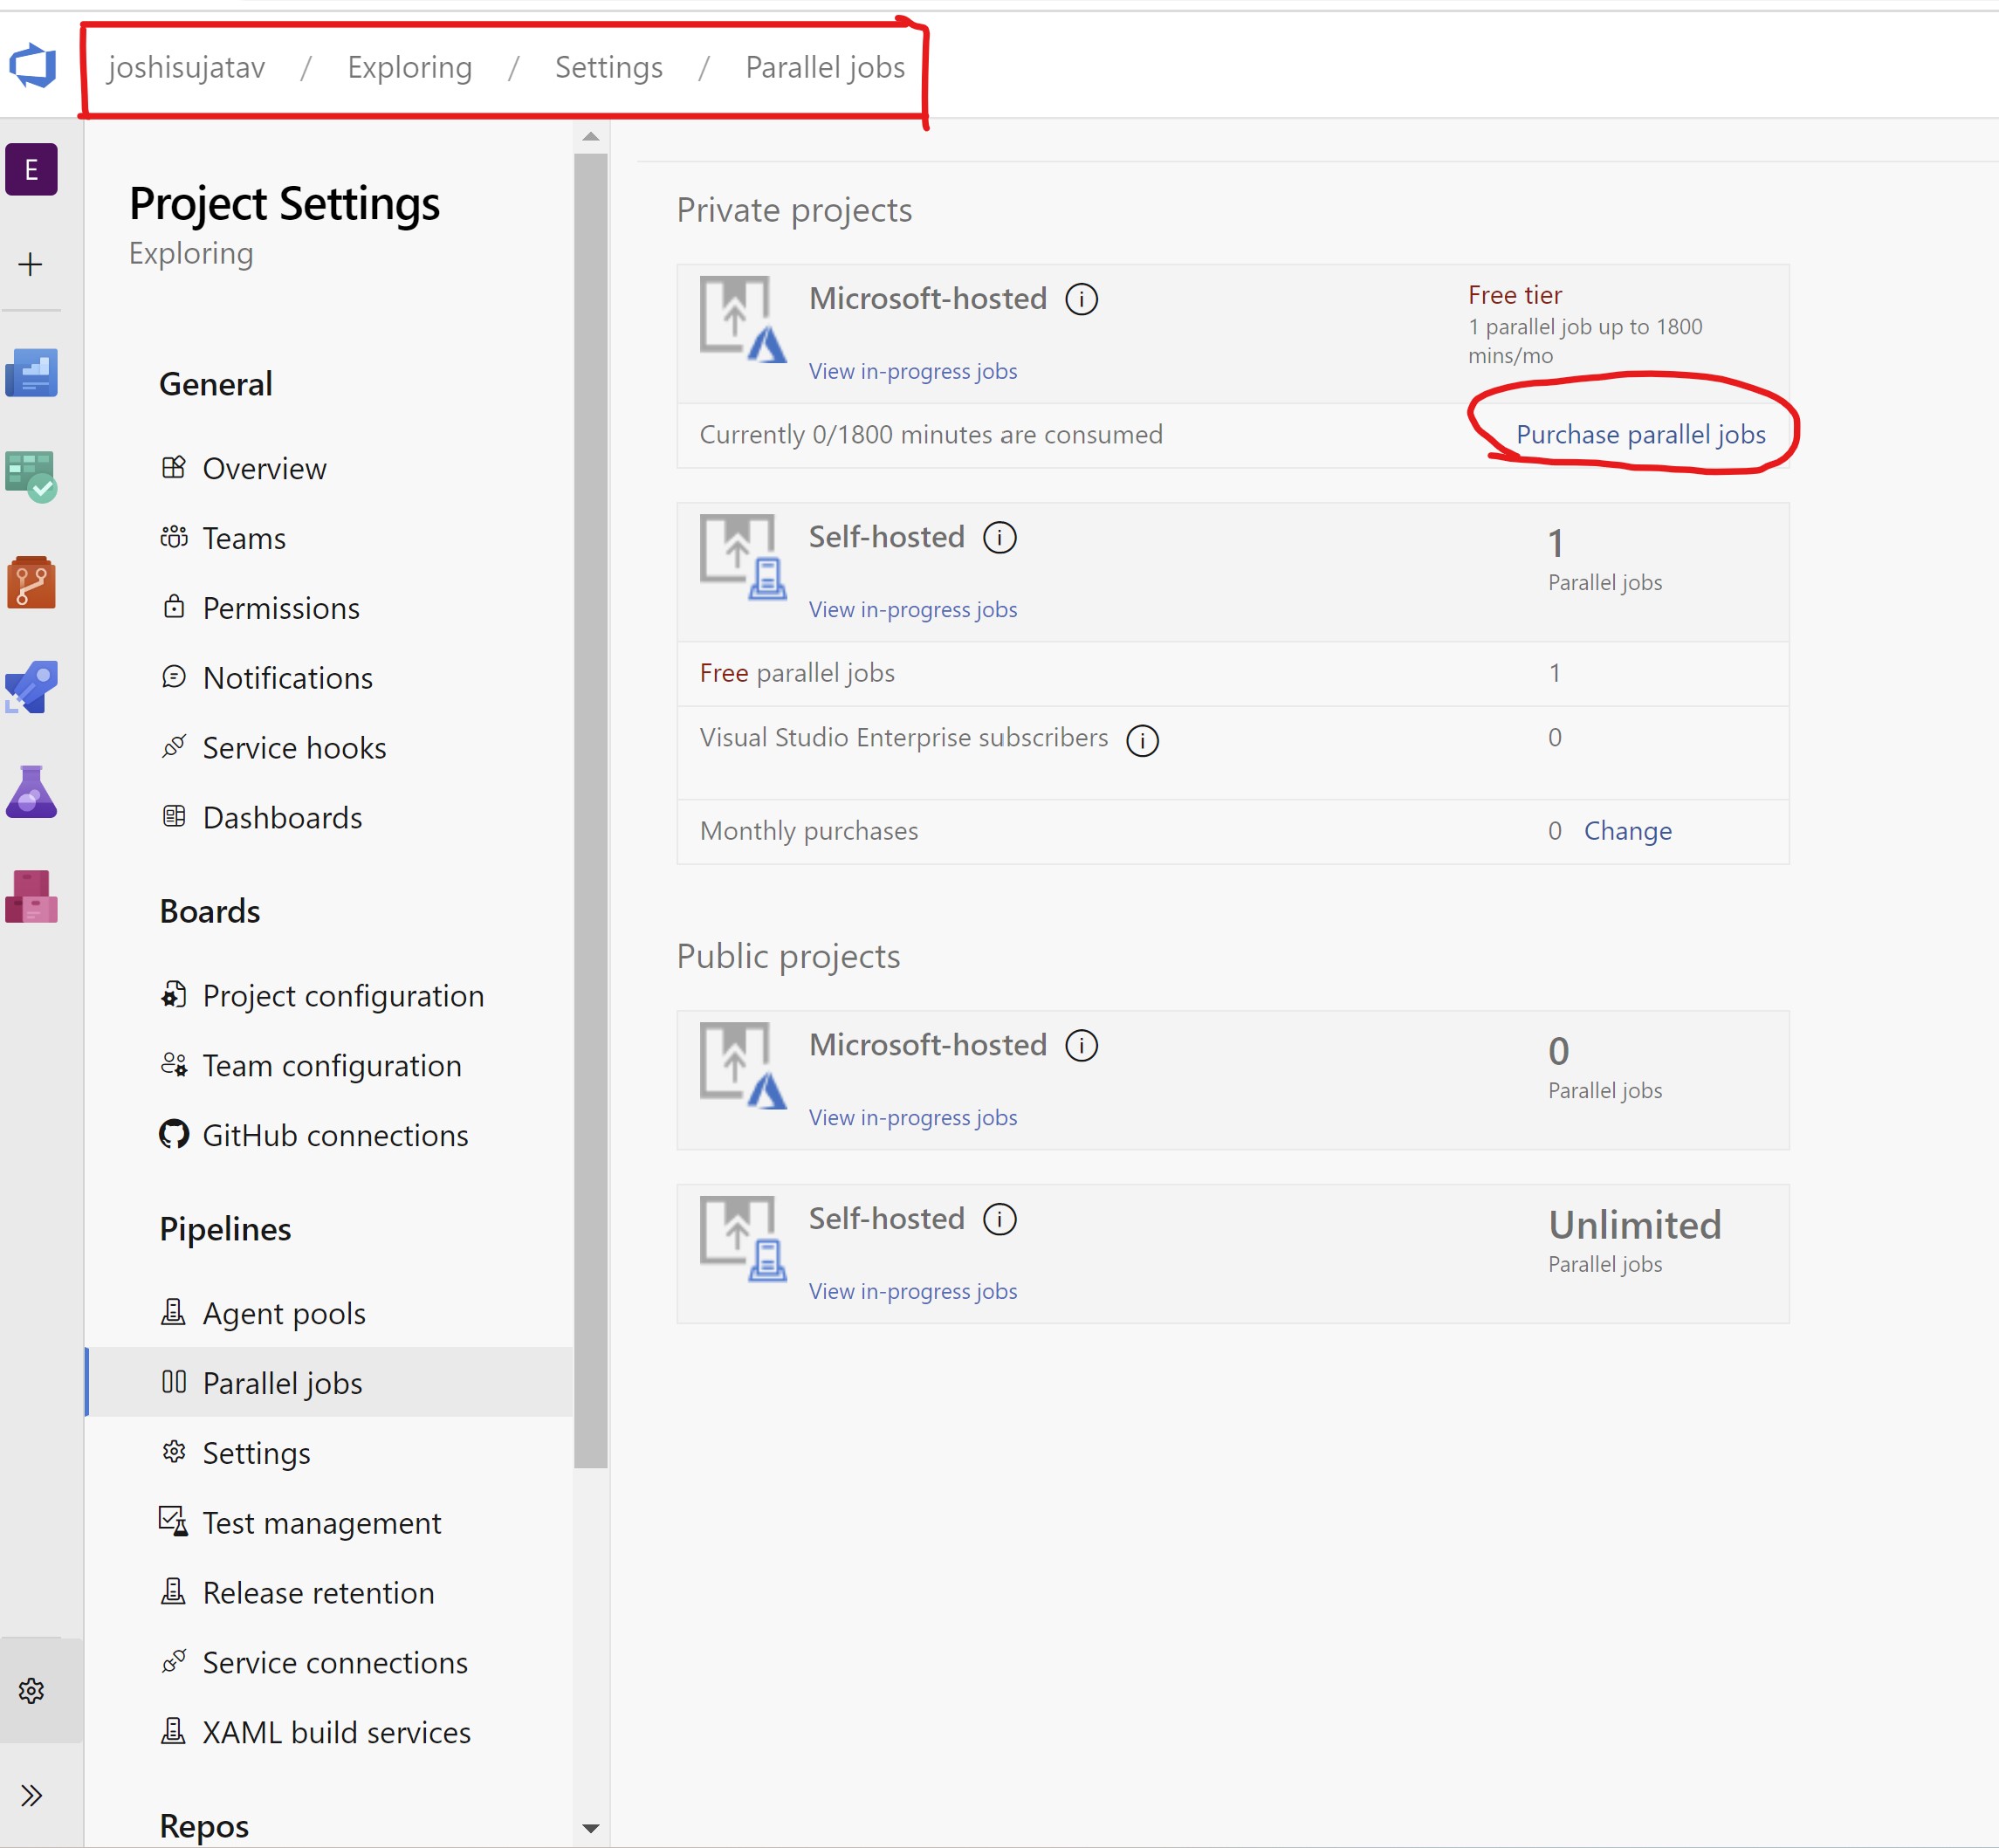 joshisujatav / Exploring / Settings / Parallel jobs
E
Project Settings
Exploring
General
Overview
Teams
Permissions
Notifications
Service hooks
Dashboards
Boards
Project configuration
Team configuration
GitHub connections
Pipelines
Agent pools
Parallel jobs
Settings
Test management
Release retention
Service connections
XAML build services
Repos
Private projects
Microsoft-hosted
View in-progress jobs
Free tier
1 parallel job up to 1800
mins/mo
Currently 0/1800 minutes are consumed
Purchase parallel jobs
Self-hosted
View in-progress jobs
1
Parallel jobs
Free parallel jobs 1
Visual Studio Enterprise subscribers 0
Monthly purchases 0 Change
Public projects
Microsoft-hosted
View in-progress jobs
0
Parallel jobs
Self-hosted
View in-progress jobs
Unlimited
Parallel jobs